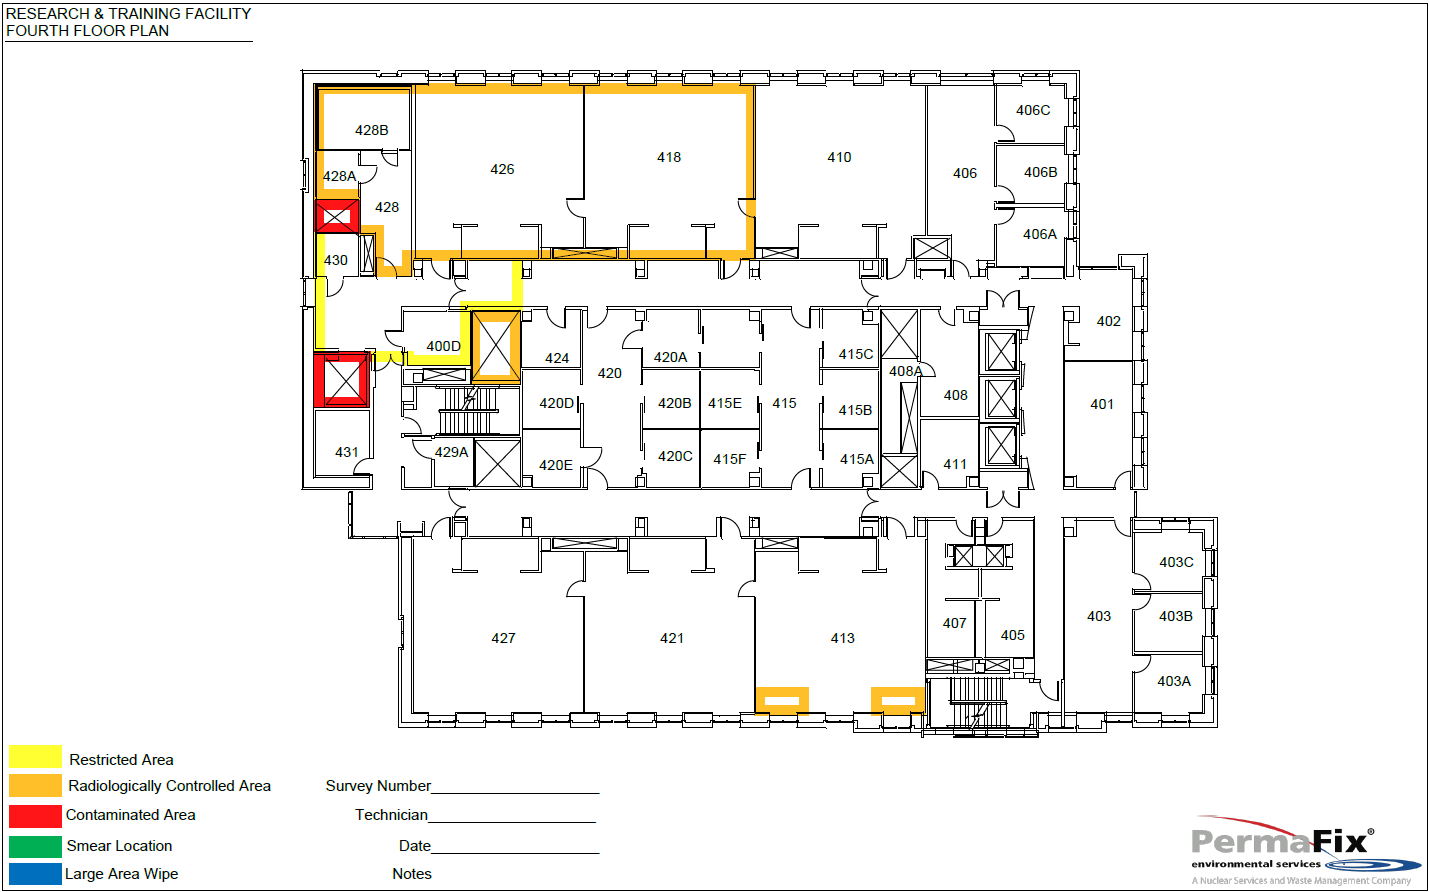 RESEARCH & TRAINING FACILITY
FOURTH FLOOR PLAN
406C
428B
418
410
426
428A
406
406B
428
406A
430
402
400D
424
420A
415C
408A
420
408
420D
420B
415E
415
415B
401
431
429A
420E
420C
415F
415A
411
403C
427
421
413
407
405
403
403B
403A
Restricted Area
Radiologically Controlled Area
Survey Number
Contaminated Area
Technician
Smear Location
Date
Large Area Wipe
Notes
PermaFix®
environmental services
A Nuclear Services and Waste Management Company